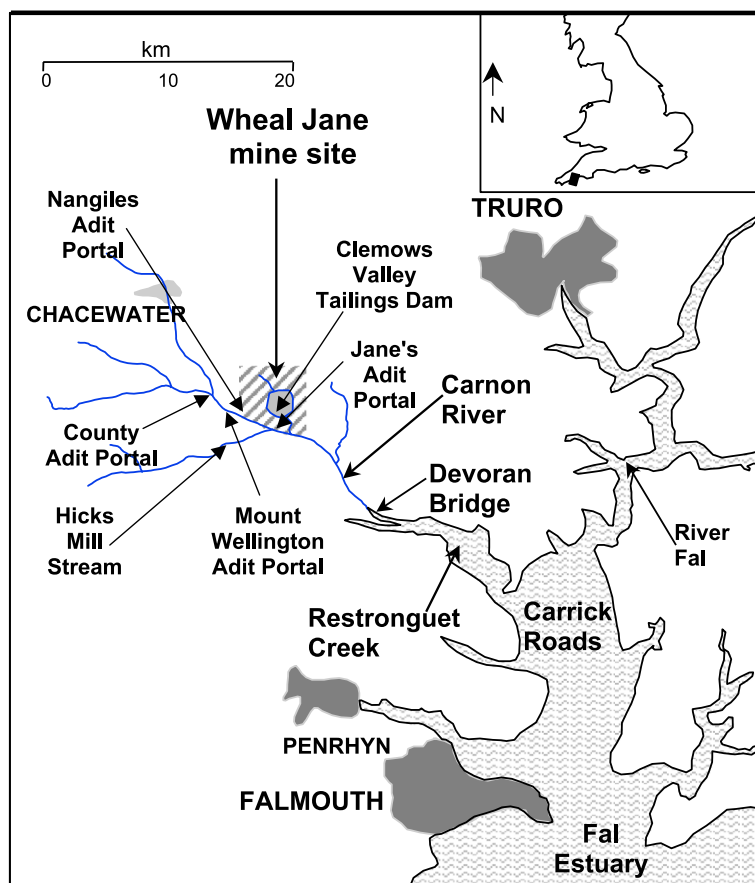 km
0 10 20
N
Wheal Jane
mine site
TRURO
Nangiles
Adit
Portal
Clemows
Valley
Tailings Dam
CHACEWATER
Jane's
Adit
Portal
Carnon
River
County
Adit Portal
Devoran
Bridge
Hicks
Mill
Stream
Mount
Wellington
Adit Portal
River
Fal
Restronguet
Creek
Carrick
Roads
PENRHYN
FALMOUTH
Fal
Estuary